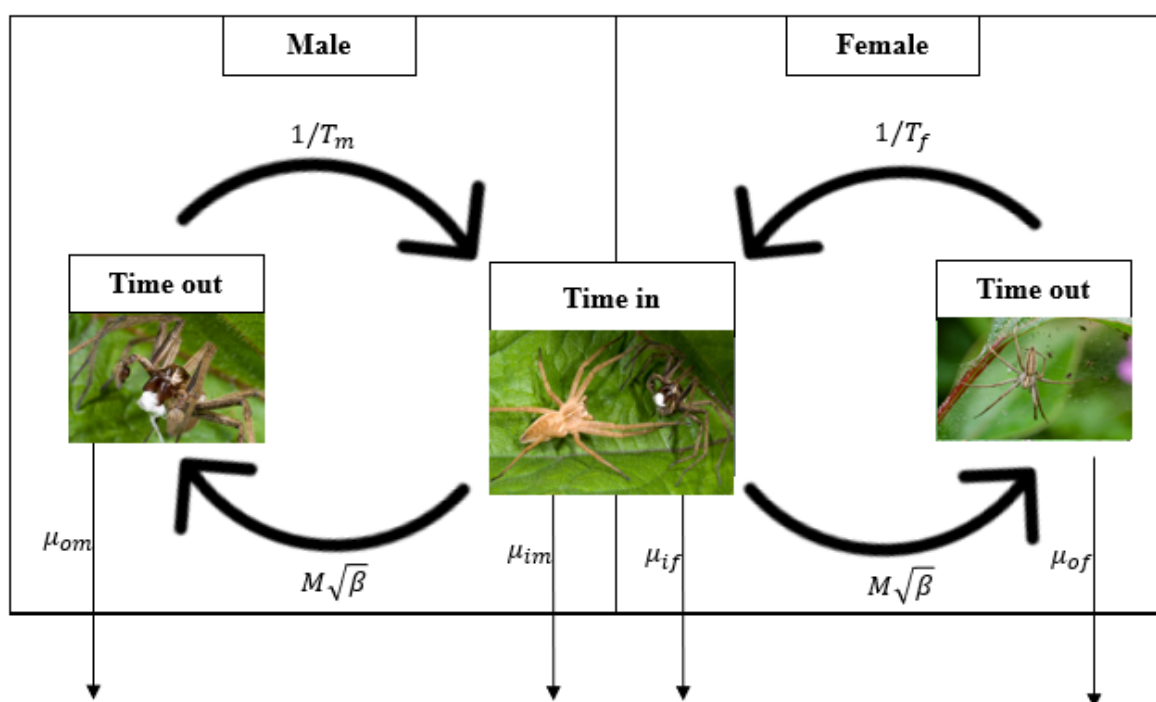 Male
Female
1/T_m
1/T_f
Time out
Time in
Time out
μ_om
μ_im
μ_if
μ_of
M√β
M√β